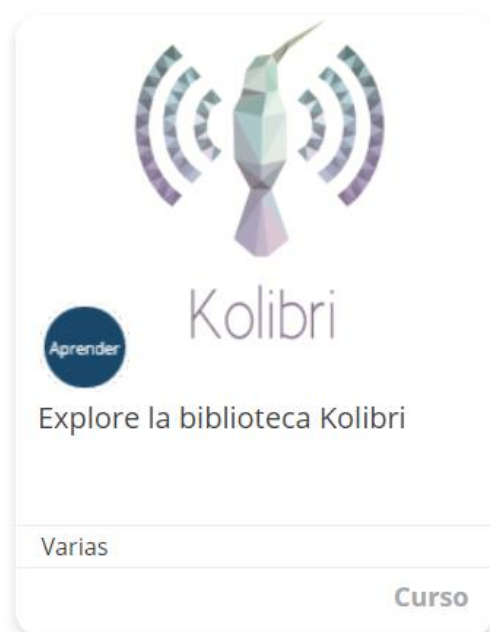 Kolibri
Aprender
Explore la biblioteca Kolibri
Varias
Curso